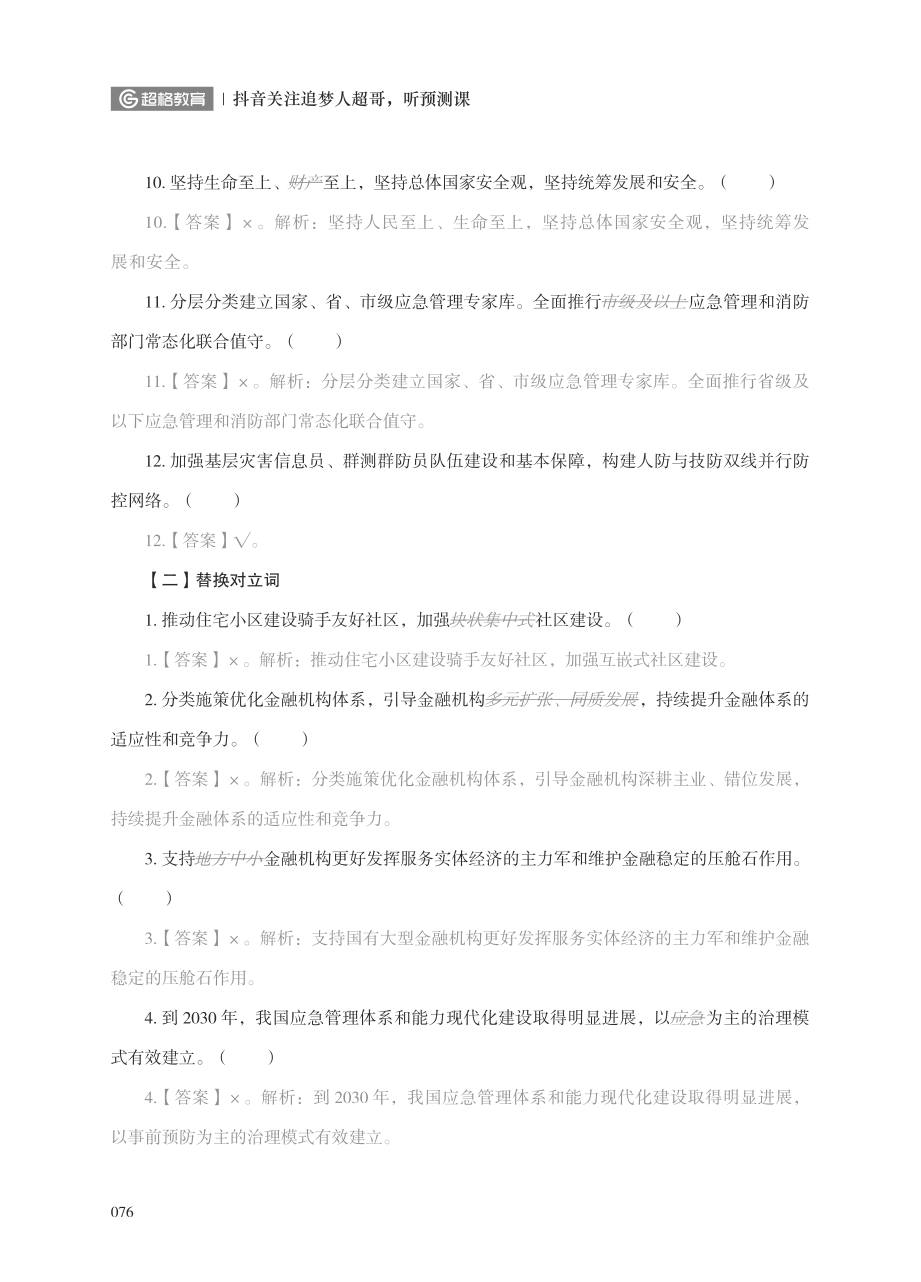 超格教育 | 抖音关注追梦人超哥，听预测课
10. 坚持生命至上、财产至上，坚持总体国家安全观，坚持统筹发展和安全。（　　）
10.【答案】×。解析：坚持人民至上、生命至上，坚持总体国家安全观，坚持统筹发
展和安全。
11. 分层分类建立国家、省、市级应急管理专家库。全面推行市级及以上应急管理和消防
部门常态化联合值守。（　　）
11.【答案】×。解析：分层分类建立国家、省、市级应急管理专家库。全面推行省级及
以下应急管理和消防部门常态化联合值守。
12. 加强基层灾害信息员、群测群防员队伍建设和基本保障，构建人防与技防双线并行防
控网络。（　　）
12.【答案】√。
【二】替换对立词
1. 推动住宅小区建设骑手友好社区，加强块状集中式社区建设。（　　）
1.【答案】×。解析：推动住宅小区建设骑手友好社区，加强互嵌式社区建设。
2. 分类施策优化金融机构体系，引导金融机构多元扩张、同质发展，持续提升金融体系的
适应性和竞争力。（　　）
2.【答案】×。解析：分类施策优化金融机构体系，引导金融机构深耕主业、错位发展，
持续提升金融体系的适应性和竞争力。
3. 支持地方中小金融机构更好发挥服务实体经济的主力军和维护金融稳定的压舱石作用。
（　　）
3.【答案】×。解析：支持国有大型金融机构更好发挥服务实体经济的主力军和维护金融
稳定的压舱石作用。
4. 到 2030 年，我国应急管理体系和能力现代化建设取得明显进展，以应急为主的治理模
式有效建立。（　　）
4.【答案】×。解析：到 2030 年，我国应急管理体系和能力现代化建设取得明显进展，
以事前预防为主的治理模式有效建立。
076